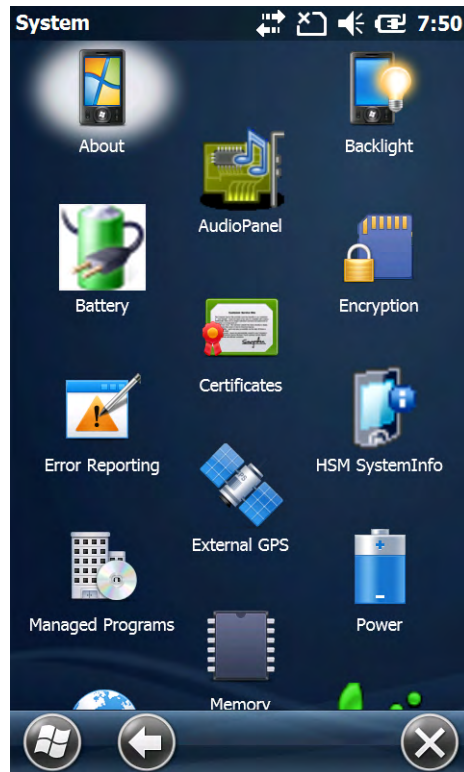 System 7:50
About
Backlight
AudioPanel
Battery
Encryption
Certificates
Error Reporting
HSM SystemInfo
GPS
External GPS
Managed Programs
Power
Memory